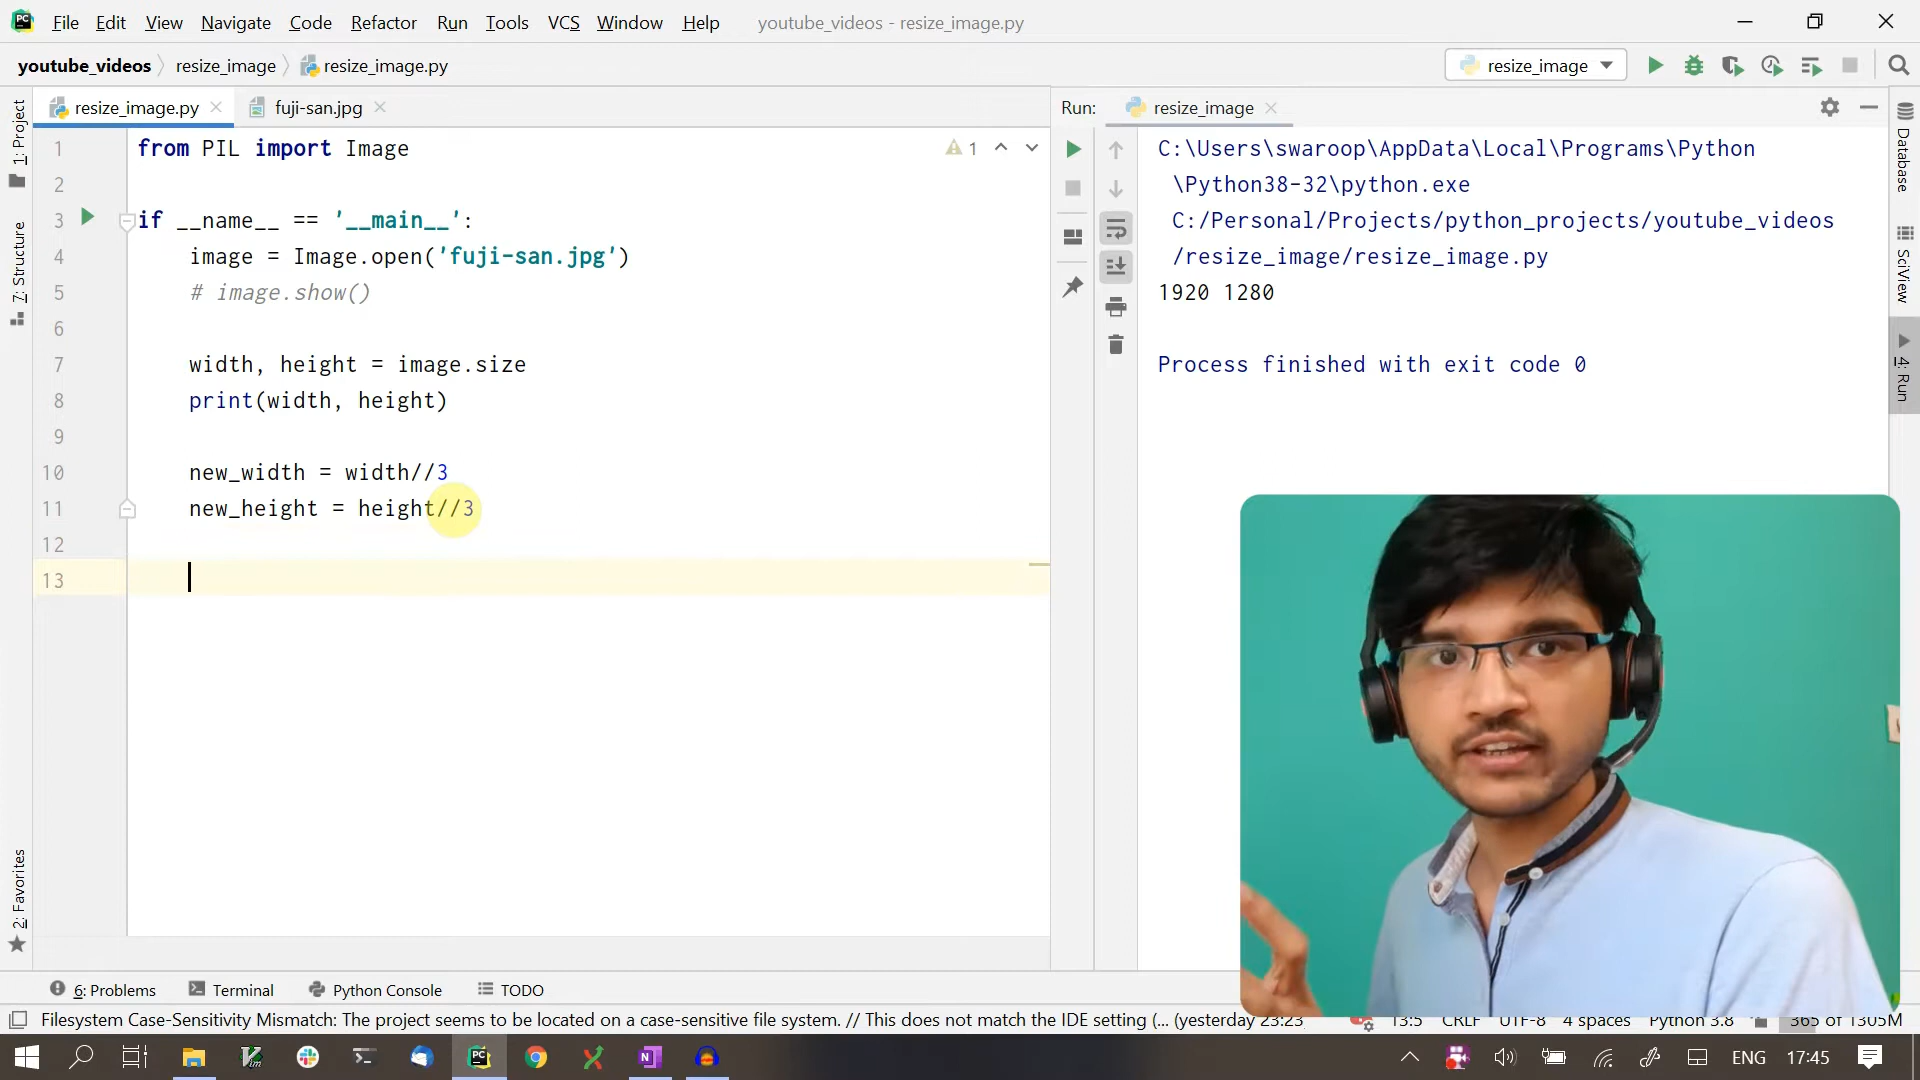 File Edit View Navigate Code Refactor Run Tools VCS Window Help youtube_videos - resize_image.py
youtube_videos resize_image resize_image.py resize_image
resize_image.py fuji-san.jpg Run: resize_image
1 from PIL import Image
2
3 if __name__ == '__main__':
4 image = Image.open('fuji-san.jpg')
5 # image.show()
6
7 width, height = image.size
8 print(width, height)
9
10 new_width = width//3
11 new_height = height//3
12
13
1
C:\Users\swaroop\AppData\Local\Programs\Python
\Python38-32\python.exe
C:/Personal/Projects/python_projects/youtube_videos
/resize_image/resize_image.py
1920 1280
Process finished with exit code 0
1: Project
7: Structure
2: Favorites
Database
SciView
4: Run
6: Problems Terminal Python Console TODO
Filesystem Case-Sensitivity Mismatch: The project seems to be located on a case-sensitive file system. // This does not match the IDE setting (... (yesterday 23:23 13:5 CRLF UTF-8 4 spaces Python 3.8 365 of 1305M
ENG 17:45